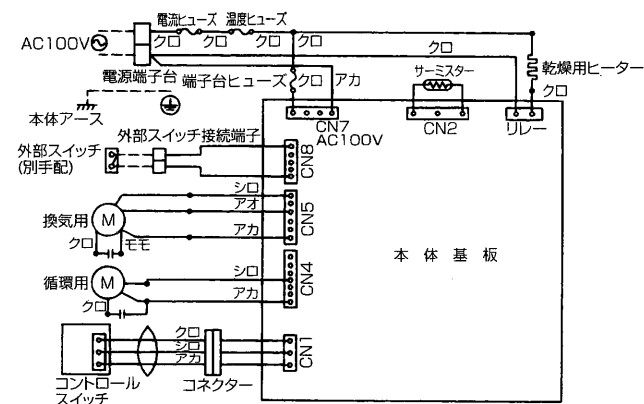 電流ヒューズ 温度ヒューズ
AC100V
クロ クロ クロ クロ
クロ
電源端子台 端子台ヒューズ クロ アカ
サーミスター
乾燥用ヒーター
クロ
本体アース
CN7
AC100V
CN2
リレー
外部スイッチ接続端子
外部スイッチ
(別手配)
CN8
シロ
アオ
アカ
CN5
換気用
M
クロ
モモ
本体基板
シロ
アカ
CN4
循環用
M
クロ
クロ
シロ
アカ
CN1
コントロール
スイッチ
コネクター